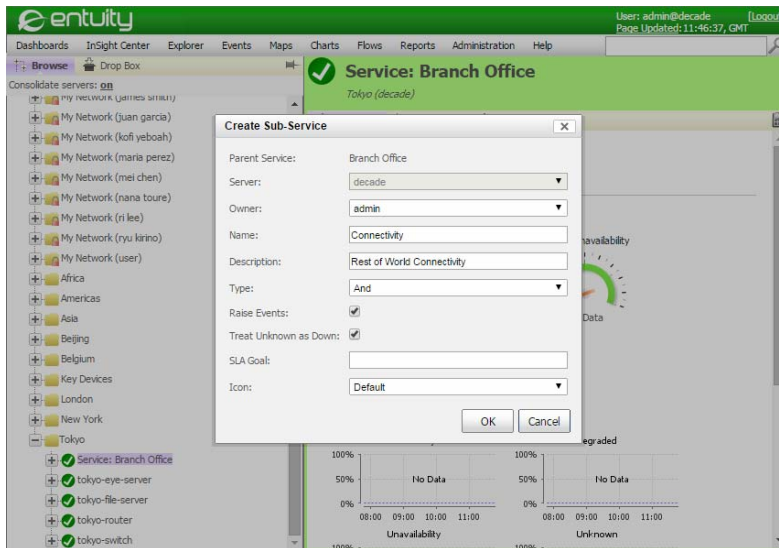 entuity
User: admin@decade [Logou
Page Updated: 11:46:37, GMT
Dashboards InSight Center Explorer Events Maps Charts Flows Reports Administration Help
Browse Drop Box
Consolidate servers: on
My Network (james smith)
My Network (juan garcia)
My Network (kofi yeboah)
My Network (maria perez)
My Network (mei chen)
My Network (nana toure)
My Network (ri lee)
My Network (ryu kirino)
My Network (user)
Africa
Americas
Asia
Beijing
Belgium
Key Devices
London
New York
Tokyo
Service: Branch Office
tokyo-eye-server
tokyo-file-server
tokyo-router
tokyo-switch
Service: Branch Office
Tokyo (decade)
Create Sub-Service
Parent Service: Branch Office
Server: decade
Owner: admin
Name: Connectivity
Description: Rest of World Connectivity
Type: And
Raise Events:
Treat Unknown as Down:
SLA Goal:
Icon: Default
OK Cancel
navailability
Data
egraded
100% 100%
50% No Data 50% No Data
0% 0%
08:00 09:00 10:00 11:00 08:00 09:00 10:00 11:00
Unavailability Unknown
100% 100%